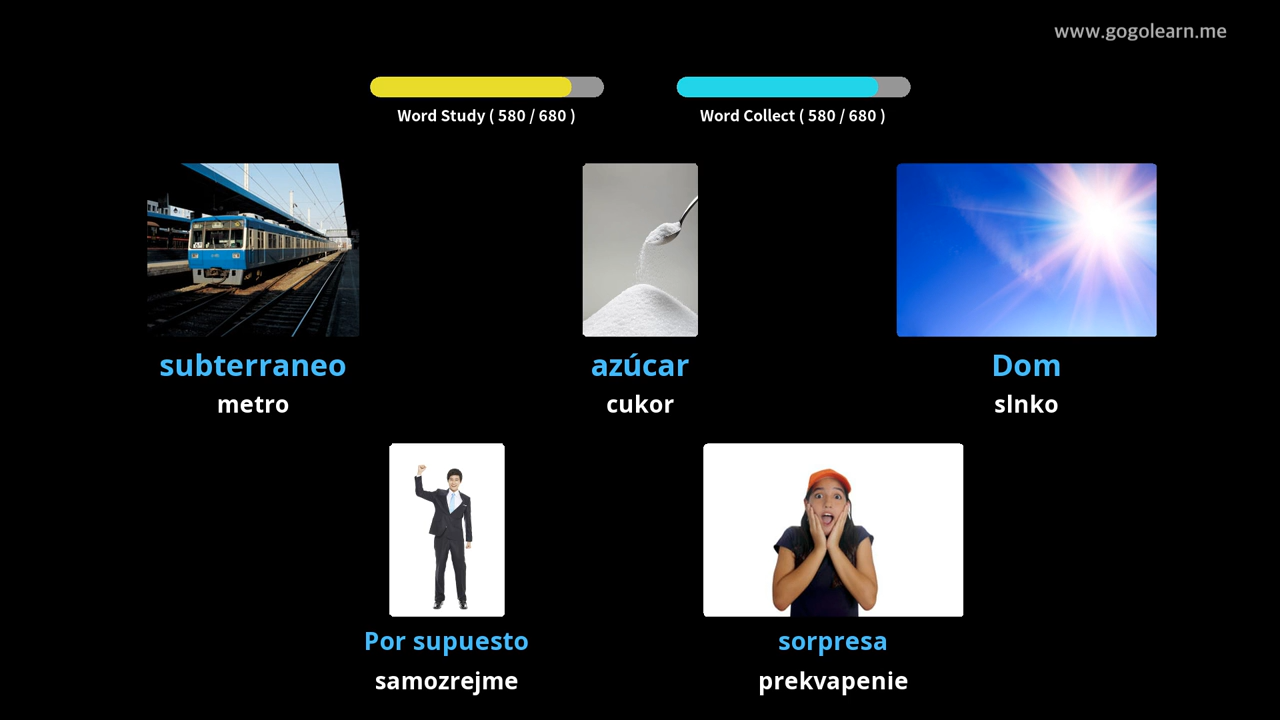 www.gogolearn.me
Word Study ( 580 / 680 )
Word Collect ( 580 / 680 )
subterraneo
metro
azúcar
cukor
Dom
slnko
Por supuesto
samozrejme
sorpresa
prekvapenie